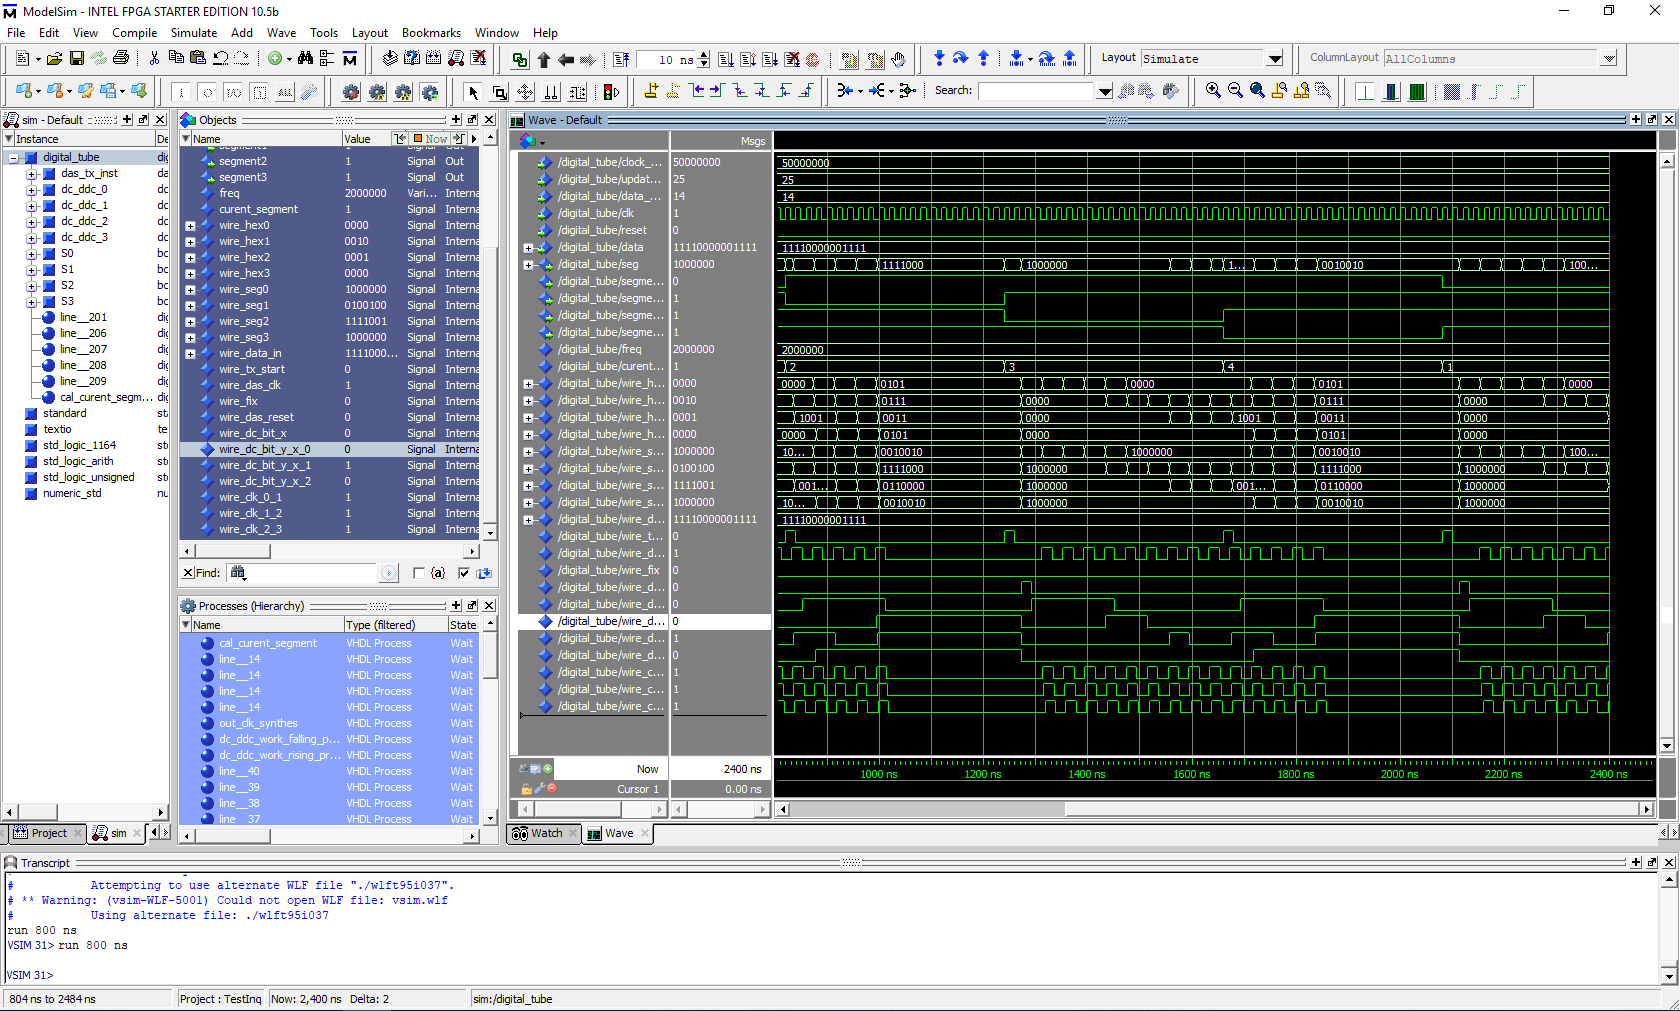 ModelSim - INTEL FPGA STARTER EDITION 10.5b
File Edit View Compile Simulate Add Wave Tools Layout Bookmarks Window Help
10 ns
Layout Simulate
ColumnLayout AllColumns
Search:
sim - Default
Instance
digital_tube
das_tx_inst
dc_ddc_0
dc_ddc_1
dc_ddc_2
dc_ddc_3
S0
S1
S2
S3
line__201
line__206
line__207
line__208
line__209
cal_curent_segm...
standard
textio
std_logic_1164
std_logic_arith
std_logic_unsigned
numeric_std
Project
sim
Objects
Name Value Now
segment2 1 Signal Out
segment3 1 Signal Out
freq 2000000 Vari... Interna
curent_segment 1 Signal Interna
wire_hex0 0000 Signal Interna
wire_hex1 0010 Signal Interna
wire_hex2 0001 Signal Interna
wire_hex3 0000 Signal Interna
wire_seg0 1000000 Signal Interna
wire_seg1 0100100 Signal Interna
wire_seg2 1111001 Signal Interna
wire_seg3 1000000 Signal Interna
wire_data_in 1111000... Signal Interna
wire_tx_start 0 Signal Interna
wire_das_clk 1 Signal Interna
wire_fix 0 Signal Interna
wire_das_reset 0 Signal Interna
wire_dc_bit_x 0 Signal Interna
wire_dc_bit_y_x_0 0 Signal Interna
wire_dc_bit_y_x_1 1 Signal Interna
wire_dc_bit_y_x_2 0 Signal Interna
wire_clk_0_1 1 Signal Interna
wire_clk_1_2 1 Signal Interna
wire_clk_2_3 1 Signal Interna
Find:
Processes (Hierarchy)
Name Type (filtered) State
cal_curent_segment VHDL Process Wait
line__14 VHDL Process Wait
line__14 VHDL Process Wait
line__14 VHDL Process Wait
line__14 VHDL Process Wait
out_clk_synthes VHDL Process Wait
dc_ddc_work_falling_p... VHDL Process Wait
dc_ddc_work_rising_pr... VHDL Process Wait
line__40 VHDL Process Wait
line__39 VHDL Process Wait
line__38 VHDL Process Wait
line__37 VHDL Process Wait
Wave - Default
Msgs
/digital_tube/clock_... 50000000 50000000
/digital_tube/updat... 25 25
/digital_tube/data_... 14 14
/digital_tube/clk 1
/digital_tube/reset 0
/digital_tube/data 11110000001111 11110000001111
/digital_tube/seg 1000000 1111000 1000000 1... 0010010 100...
/digital_tube/segme... 0
/digital_tube/segme... 1
/digital_tube/segme... 1
/digital_tube/segme... 1
/digital_tube/freq 2000000 2000000
/digital_tube/curent... 1 2 3 4 1
/digital_tube/wire_h... 0000 0000 0101 0000 0101 0000
/digital_tube/wire_h... 0010 0111 0000 0111 0000
/digital_tube/wire_h... 0001 1001 0011 0000 1001 0011 0000
/digital_tube/wire_h... 0000 0000 0101 0000 0101 0000
/digital_tube/wire_s... 1000000 10... 0010010 1000000 0010010 100...
/digital_tube/wire_s... 0100100 1111000 1000000 1111000 1000000
/digital_tube/wire_s... 1111001 001... 0110000 1000000 001... 0110000 1000000
/digital_tube/wire_s... 1000000 10... 0010010 1000000 0010010 1000000
/digital_tube/wire_d... 11110000001111 11110000001111
/digital_tube/wire_t... 0
/digital_tube/wire_d... 1
/digital_tube/wire_fix 0
/digital_tube/wire_d... 0
/digital_tube/wire_d... 0
/digital_tube/wire_d... 0
/digital_tube/wire_d... 1
/digital_tube/wire_d... 0
/digital_tube/wire_c... 1
/digital_tube/wire_c... 1
/digital_tube/wire_c... 1
Now 2400 ns
1000 ns 1200 ns 1400 ns 1600 ns 1800 ns 2000 ns 2200 ns 2400 ns
Cursor 1 0.00 ns
Watch
Wave
Transcript
# Attempting to use alternate WLF file "./wlft95i037".
# ** Warning: (vsim-WLF-5001) Could not open WLF file: vsim.wlf
# Using alternate file: ./wlft95i037
run 800 ns
VSIM 31> run 800 ns
VSIM 31>
804 ns to 2484 ns Project : TestInq Now: 2,400 ns Delta: 2 sim:/digital_tube